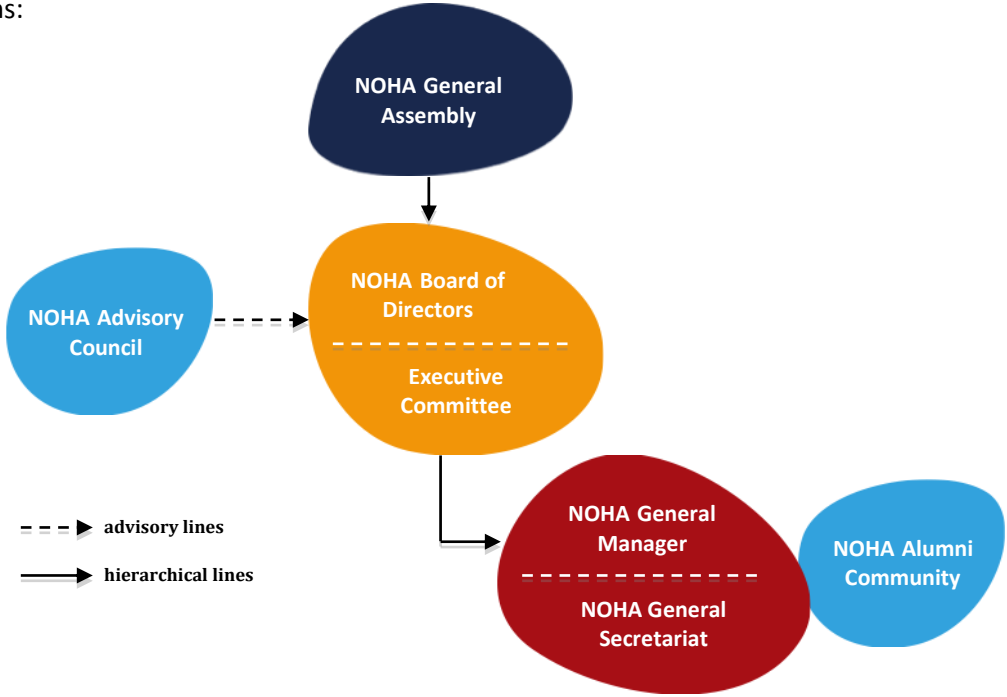 NOHA General
Assembly
NOHA Board of
Directors
Executive
Committee
NOHA Advisory
Council
NOHA General
Manager
NOHA General
Secretariat
NOHA Alumni
Community
advisory lines
hierarchical lines